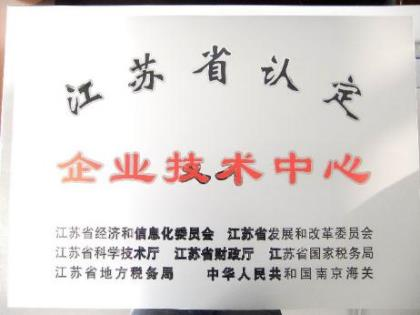 江苏省认定
企业技术中心
江苏省经济和信息化委员会 江苏省发展和改革委员会
江苏省科学技术厅 江苏省财政厅 江苏省国家税务局
江苏省地方税务局 中华人民共和国南京海关